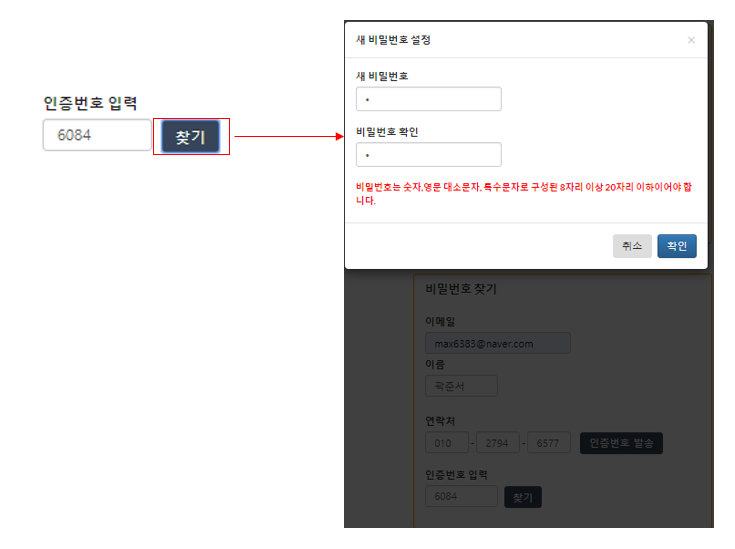 인증번호 입력
6084
찾기
새 비밀번호 설정
×
새 비밀번호
비밀번호 확인
비밀번호는 숫자,영문 대소문자, 특수문자로 구성된 8자리 이상 20자리 이하이어야 합
니다.
취소 확인
비밀번호 찾기
이메일
max6383@naver.com
이름
곽준서
연락처
010 - 2794 - 6577 인증번호 발송
인증번호 입력
6084 찾기